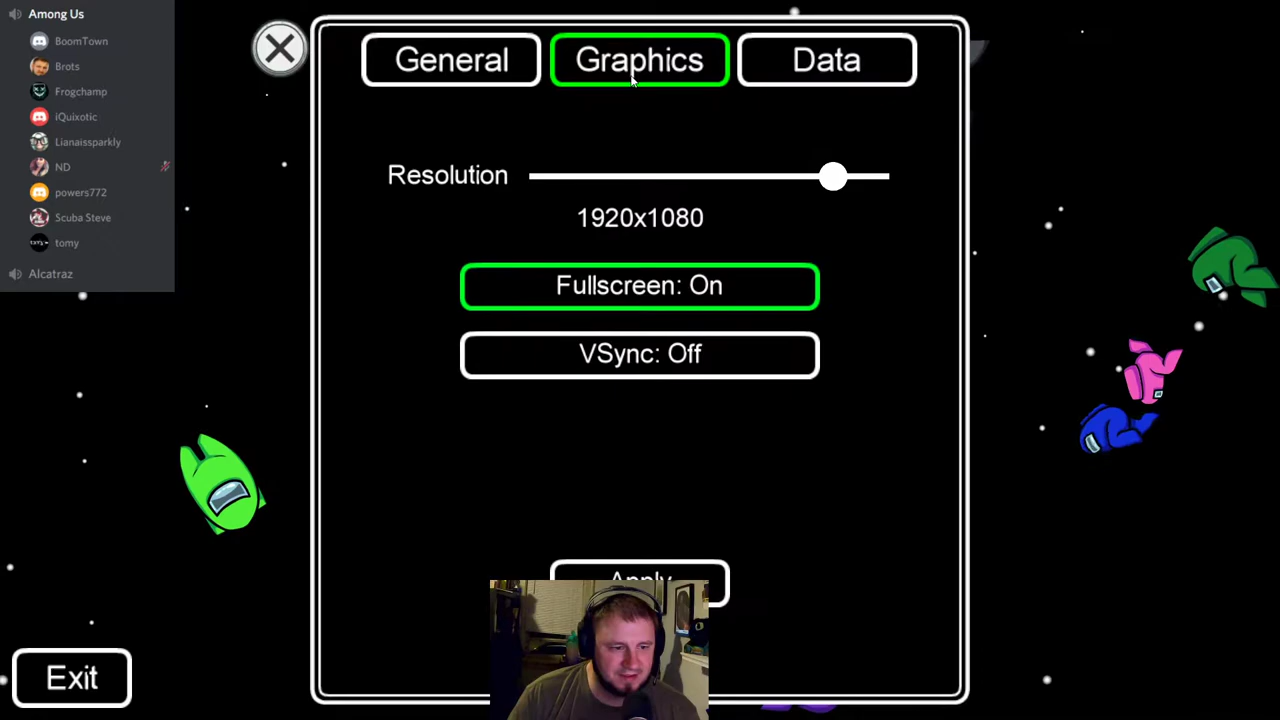 Among Us
BoomTown
Brots
Frogchamp
iQuixotic
Lianaissparkly
ND
powers772
Scuba Steve
tomy
Alcatraz
General
Graphics
Data
Resolution
1920x1080
Fullscreen: On
VSync: Off
Apply
Exit